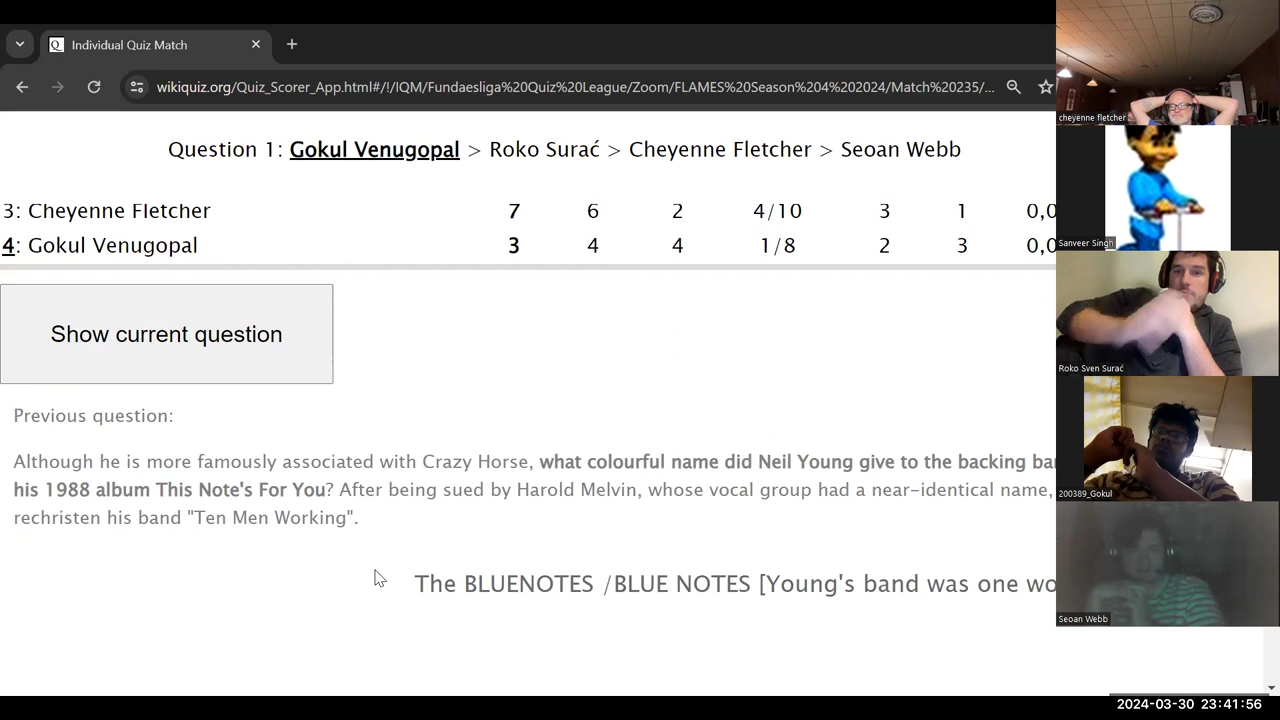 Individual Quiz Match
wikiquiz.org/Quiz_Scorer_App.html#/!/IQM/Fundaesliga%20Quiz%20League/Zoom/FLAMES%20Season%204%202024/Match%20235/...
Question 1: Gokul Venugopal > Roko Surać > Cheyenne Fletcher > Seoan Webb
3: Cheyenne Fletcher 7 6 2 4/10 3 1 0,0
4: Gokul Venugopal 3 4 4 1/8 2 3 0,0
Show current question
Previous question:
Although he is more famously associated with Crazy Horse, what colourful name did Neil Young give to the backing ba
his 1988 album This Note's For You? After being sued by Harold Melvin, whose vocal group had a near-identical name,
rechristen his band "Ten Men Working".
The BLUENOTES /BLUE NOTES [Young's band was one wo
cheyenne fletcher
Sanveer Singh
Roko Sven Surać
200389_Gokul
Seoan Webb
2024-03-30 23:41:56